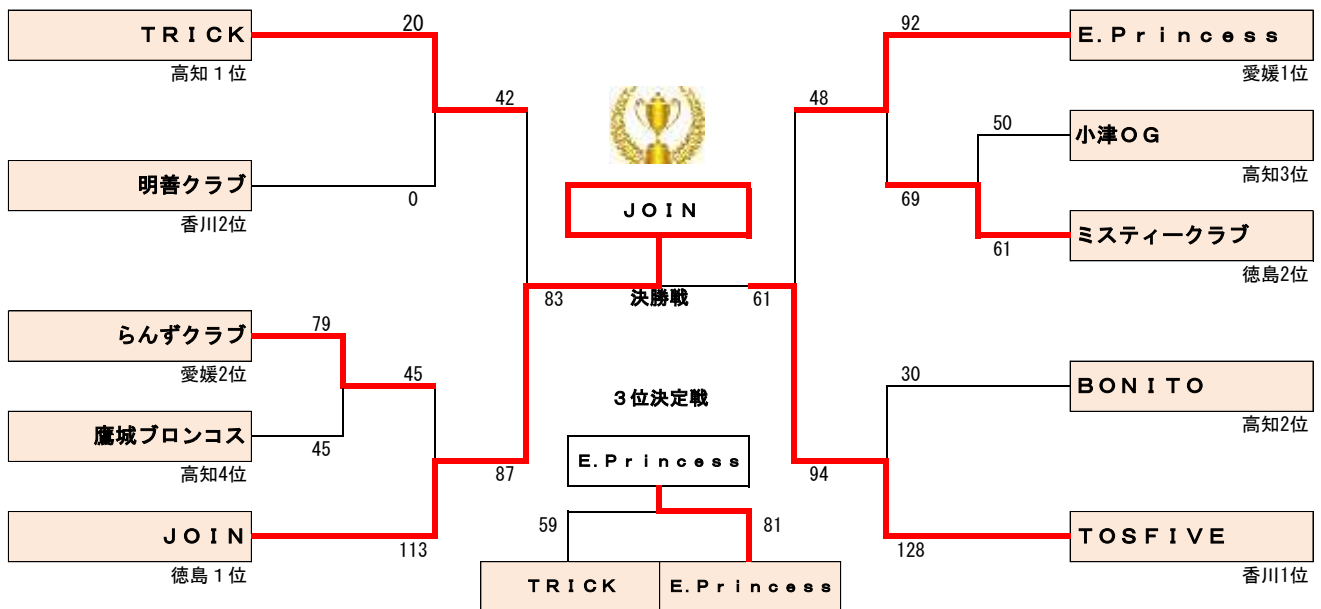 ＴＲＩＣＫ
高知１位
20
42
明善クラブ
香川2位
0
らんずクラブ
愛媛2位
79
45
鷹城ブロンコス
高知4位
45
ＪＯＩＮ
徳島１位
113
87
83
ＪＯＩＮ
決勝戦
61
３位決定戦
Ｅ.Ｐｒｉｎｃｅｓｓ
59
81
ＴＲＩＣＫ
Ｅ.Ｐｒｉｎｃｅｓｓ
92
48
Ｅ.Ｐｒｉｎｃｅｓｓ
愛媛1位
50
小津ＯＧ
高知3位
69
61
ミスティークラブ
徳島2位
30
ＢＯＮＩＴＯ
高知2位
94
128
ＴＯＳＦＩＶＥ
香川1位